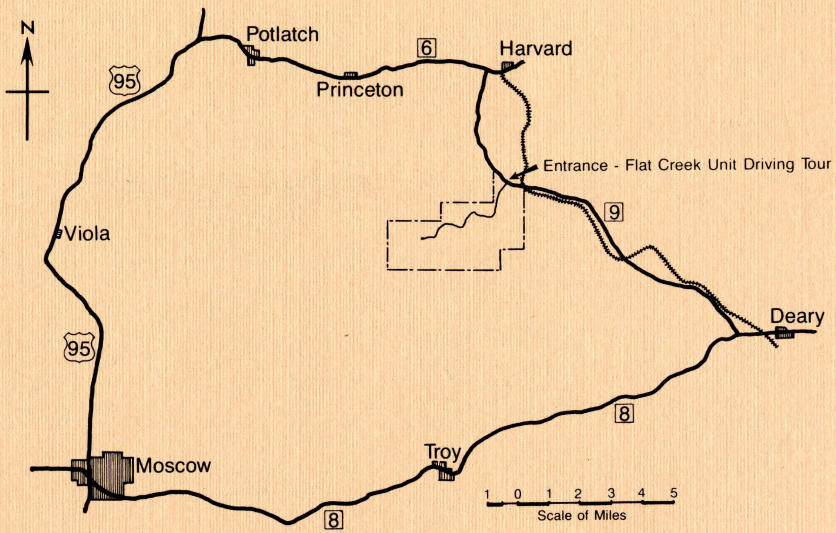 N
Potlatch
6
Harvard
95
Princeton
Entrance - Flat Creek Unit Driving Tour
9
Viola
Deary
95
8
Troy
Moscow
1 0 1 2 3 4 5
Scale of Miles
8